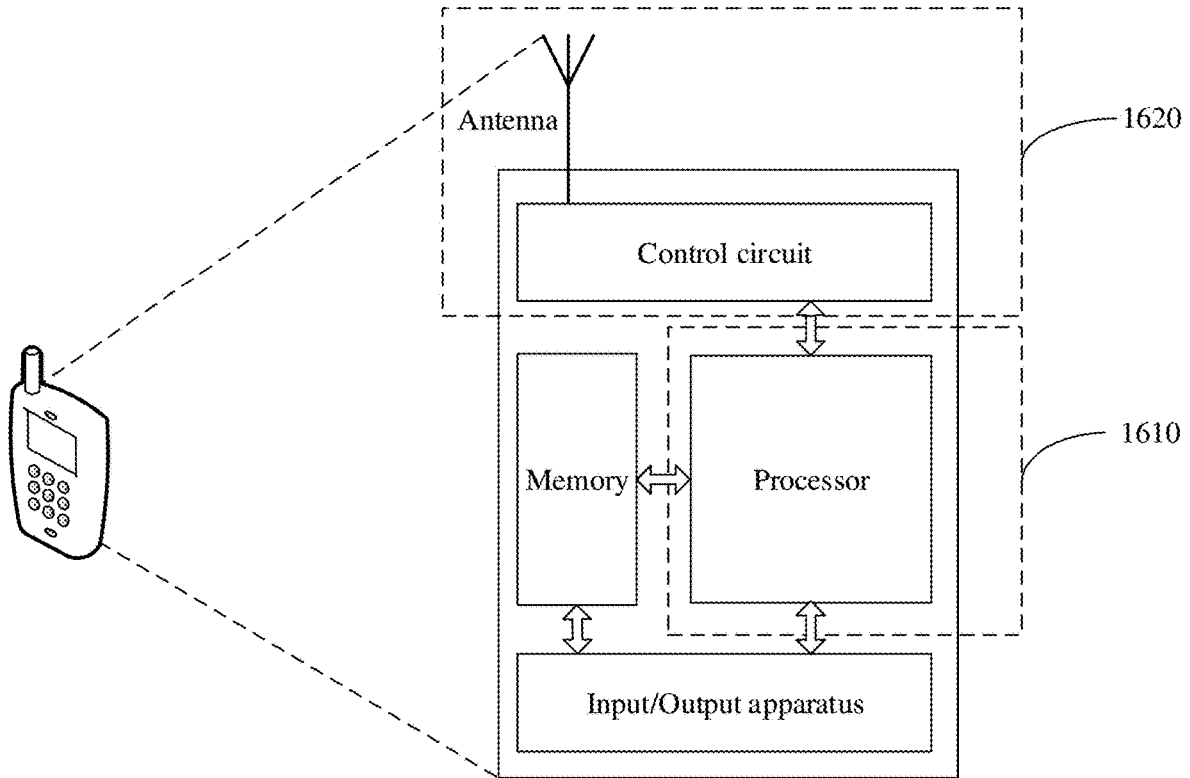 Antenna
1620
Control circuit
1610
Memory
Processor
Input/Output apparatus